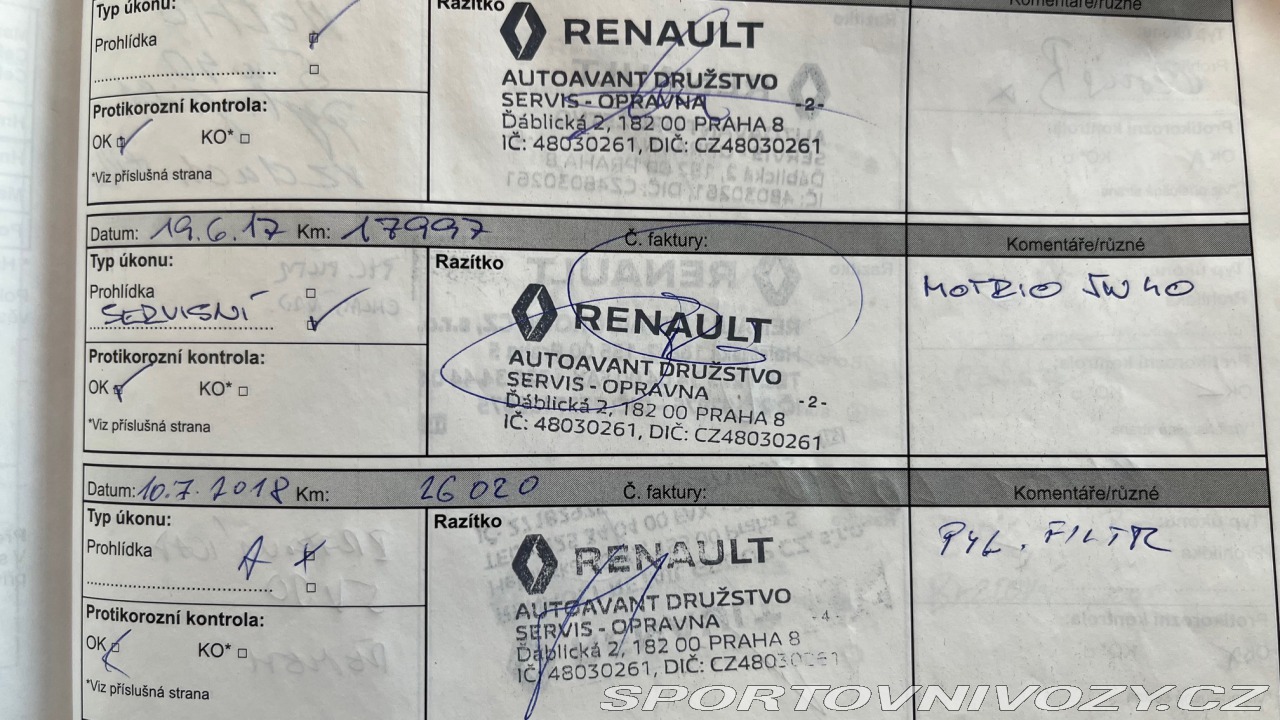 Typ úkonu:
Razítko
Komentáře/různé
Prohlídka
RENAULT
AUTOAVANT DRUŽSTVO
SERVIS - OPRAVNA -2-
Ďáblická 2, 182 00 PRAHA 8
IČ: 48030261, DIČ: CZ48030261
Protikorozní kontrola:
OK KO*
*Viz příslušná strana
Datum: 19.6.17 Km: 17997 Č. faktury:
Komentáře/různé
Typ úkonu:
Razítko
Prohlídka
SERVISNÍ
MOTRIO 5W40
RENAULT
AUTOAVANT DRUŽSTVO
SERVIS - OPRAVNA -2-
Ďáblická 2, 182 00 PRAHA 8
IČ: 48030261, DIČ: CZ48030261
Protikorozní kontrola:
OK KO*
*Viz příslušná strana
Datum: 10.7.2018 Km: 26020 Č. faktury:
Komentáře/různé
Typ úkonu:
Razítko
Prohlídka A
PYL. FILTR
RENAULT
AUTOAVANT DRUŽSTVO
SERVIS - OPRAVNA -4-
Ďáblická 2, 182 00 PRAHA 8
IČ: 48030261, DIČ: CZ48030261
Protikorozní kontrola:
OK KO*
*Viz příslušná strana
SPORTOVNIVOZY.CZ